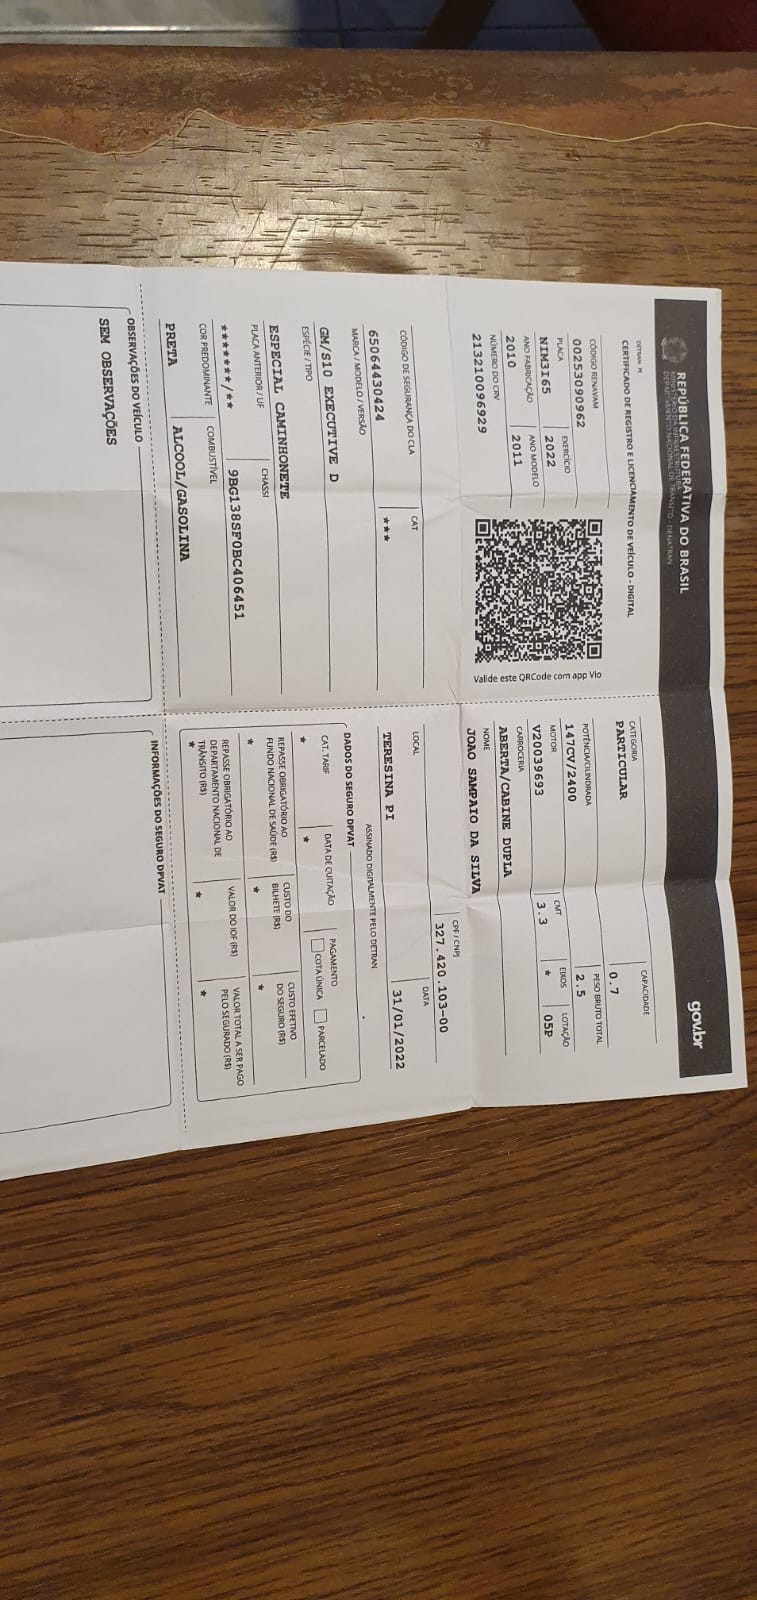 REPÚBLICA FEDERATIVA DO BRASIL
MINISTÉRIO DA INFRAESTRUTURA
DEPARTAMENTO NACIONAL DE TRÂNSITO - DENATRAN
gov.br
DETRAN- PI
CERTIFICADO DE REGISTRO E LICENCIAMENTO DE VEÍCULO - DIGITAL
CÓDIGO RENAVAM
00253090962
PLACA EXERCÍCIO
NIM3I65 2022
ANO FABRICAÇÃO ANO MODELO
2010 2011
NÚMERO DO CRV
213210096929
Valide este QRCode com app Vio
CÓDIGO DE SEGURANÇA DO CLA CAT
65064430424 ***
MARCA / MODELO / VERSÃO
GM/S10 EXECUTIVE D
ESPÉCIE / TIPO
ESPECIAL CAMINHONETE
PLACA ANTERIOR / UF CHASSI
*******/** 9BG138SF0BC406451
COR PREDOMINANTE COMBUSTÍVEL
PRETA ALCOOL/GASOLINA
OBSERVAÇÕES DO VEÍCULO
SEM OBSERVAÇÕES
CATEGORIA CAPACIDADE
PARTICULAR 0.7
POTÊNCIA/CILINDRADA PESO BRUTO TOTAL
147CV/2400 2.5
MOTOR CMT EIXOS LOTAÇÃO
V20039693 3.3 * 05P
CARROCERIA
ABERTA/CABINE DUPLA
NOME
JOAO SAMPAIO DA SILVA
CPF / CNPJ
327.420.103-00
LOCAL DATA
TERESINA PI 31/01/2022
ASSINADO DIGITALMENTE PELO DETRAN
DADOS DO SEGURO DPVAT
CAT. TARIF DATA DE QUITAÇÃO PAGAMENTO
* * COTA ÚNICA PARCELADO
REPASSE OBRIGATÓRIO AO FUNDO NACIONAL DE SAÚDE (R$) CUSTO DO BILHETE (R$) CUSTO EFETIVO DO SEGURO (R$)
* * *
REPASSE OBRIGATÓRIO AO DEPARTAMENTO NACIONAL DE TRÂNSITO (R$) VALOR DO IOF (R$) VALOR TOTAL A SER PAGO PELO SEGURADO (R$)
* * *
INFORMAÇÕES DO SEGURO DPVAT